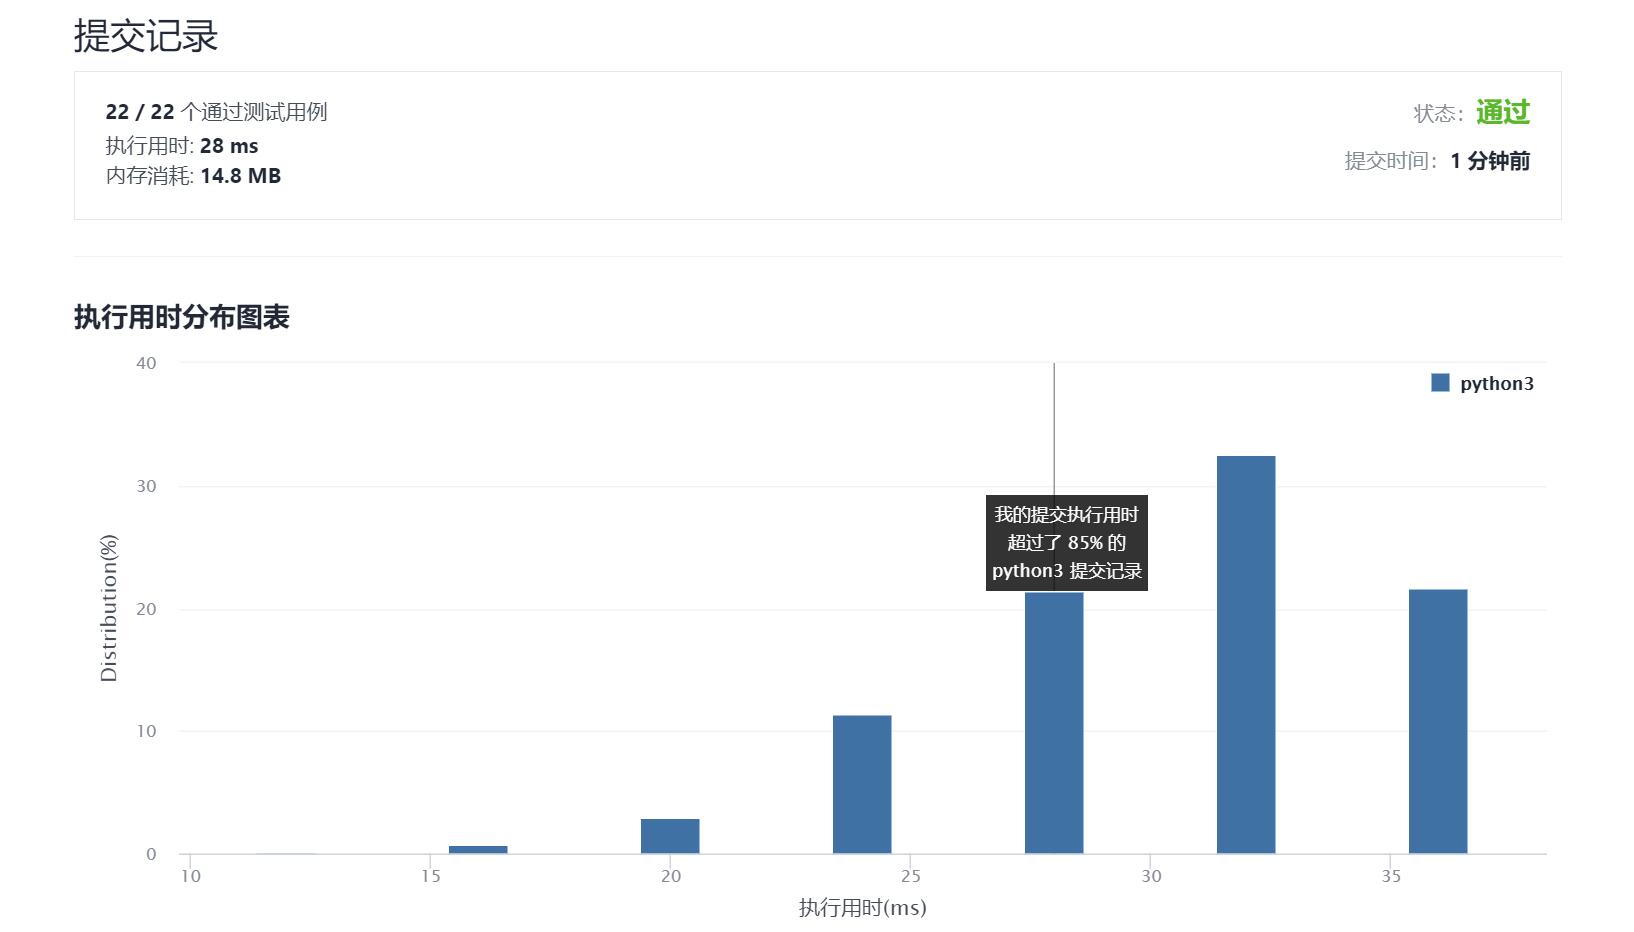 提交记录
22 / 22 个通过测试用例
状态：通过
执行用时: 28 ms
提交时间：1 分钟前
内存消耗: 14.8 MB
执行用时分布图表
40
30
20
10
0
Distribution(%)
python3
我的提交执行用时
超过了 85% 的
python3 提交记录
10 15 20 25 30 35
执行用时(ms)